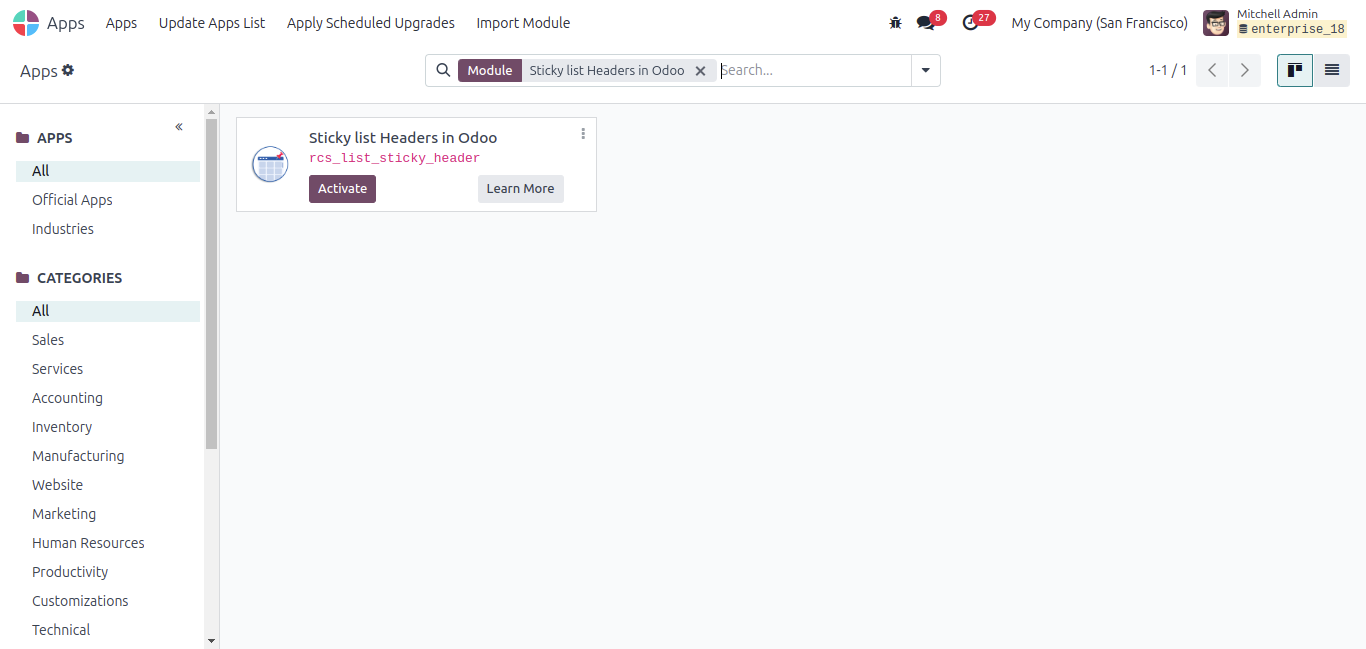 Apps Apps Update Apps List Apply Scheduled Upgrades Import Module 8 27 My Company (San Francisco) Mitchell Admin
enterprise_18
Apps Module Sticky list Headers in Odoo Search... 1-1 / 1
APPS
All
Official Apps
Industries
CATEGORIES
All
Sales
Services
Accounting
Inventory
Manufacturing
Website
Marketing
Human Resources
Productivity
Customizations
Technical
Sticky list Headers in Odoo
rcs_list_sticky_header
Activate Learn More